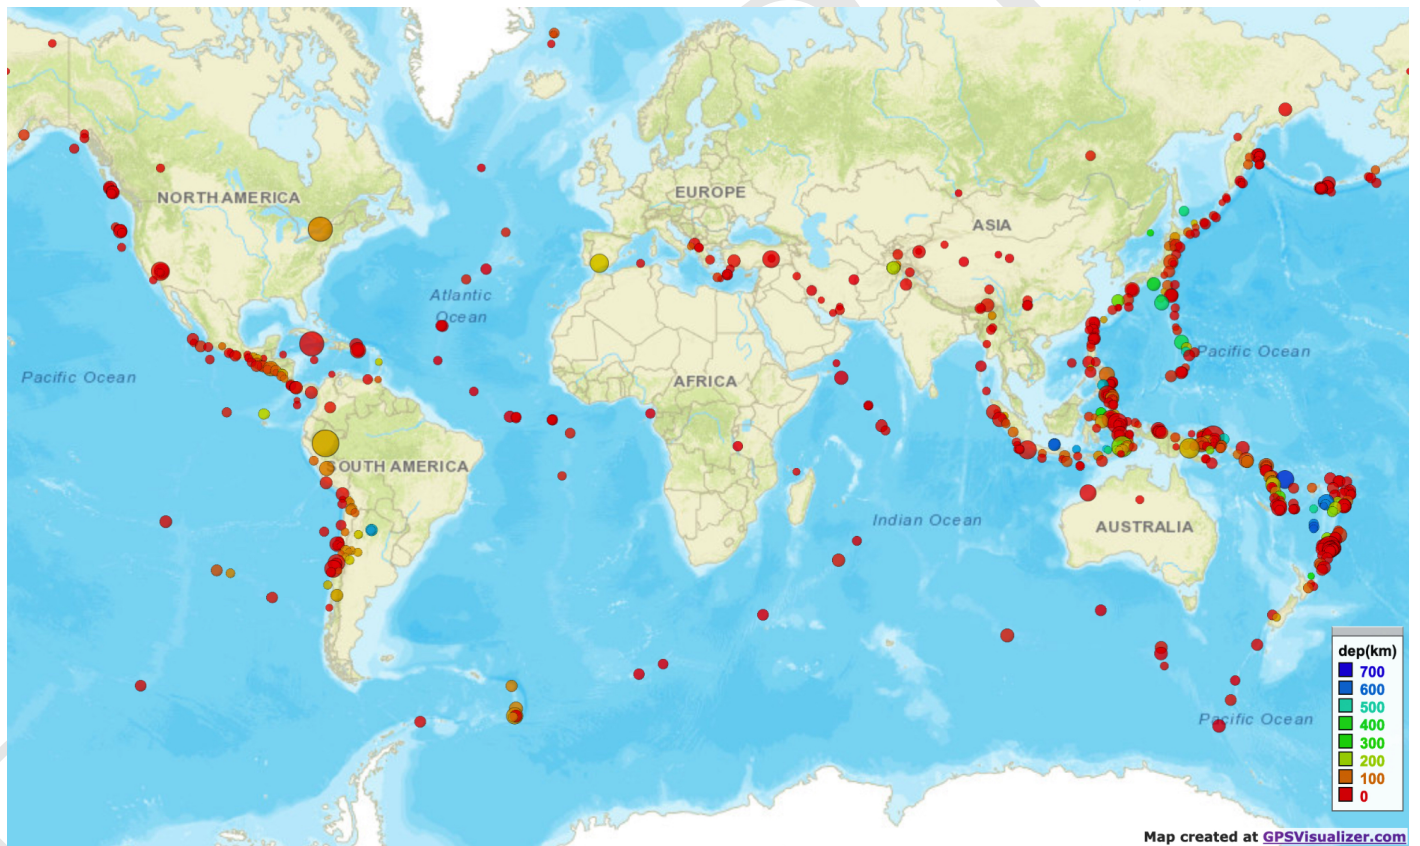 NORTH AMERICA
EUROPE
ASIA
Atlantic
Ocean
Pacific Ocean
Pacific Ocean
AFRICA
SOUTH AMERICA
Indian Ocean
AUSTRALIA
Pacific Ocean
dep(km)
700
600
500
400
300
200
100
0
Map created at GPSVisualizer.com